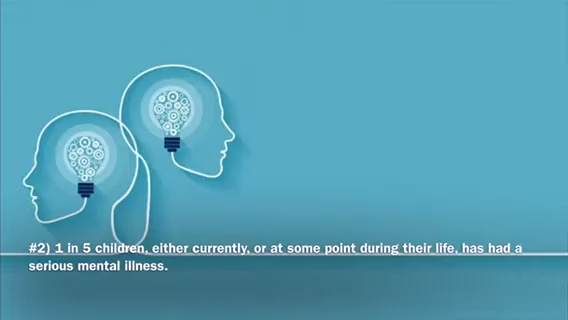 #2) 1 in 5 children, either currently, or at some point during their life, has had a
serious mental illness.